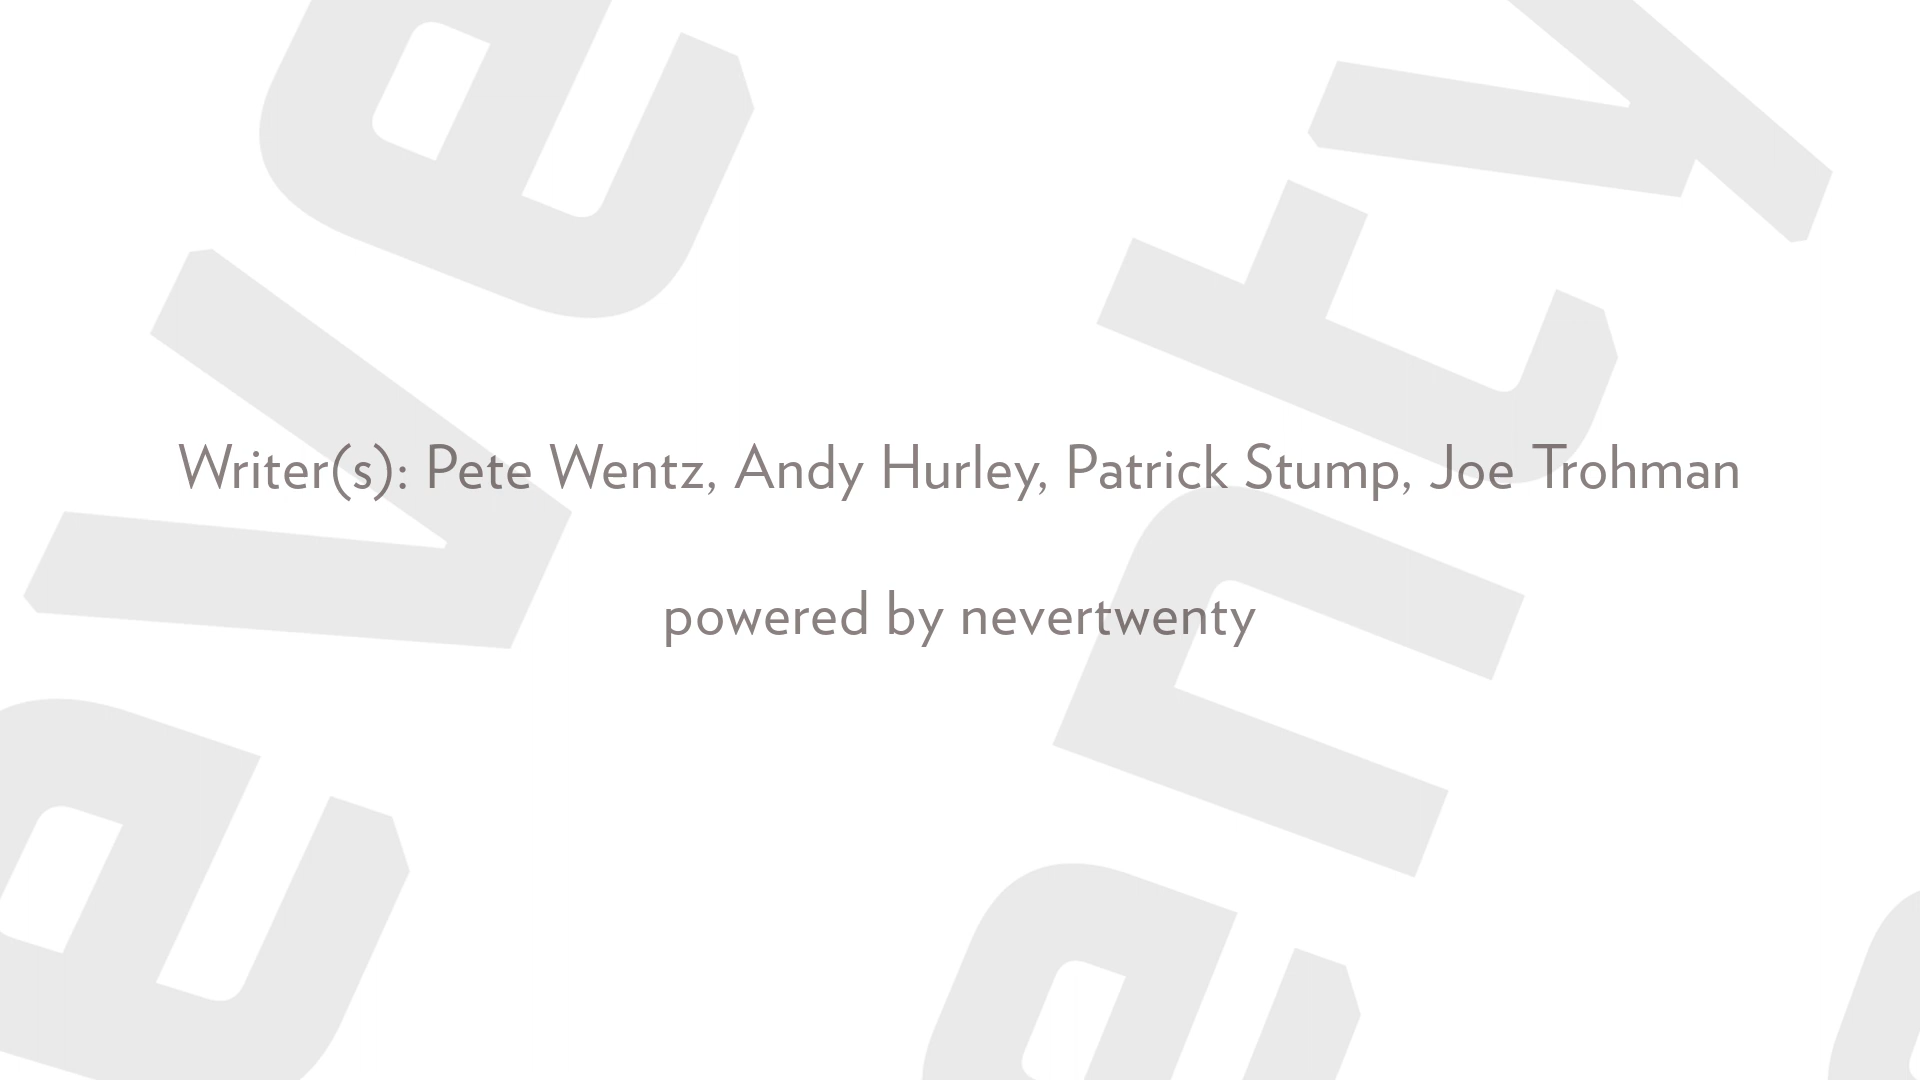 Writer(s): Pete Wentz, Andy Hurley, Patrick Stump, Joe Trohman
powered by nevertwenty